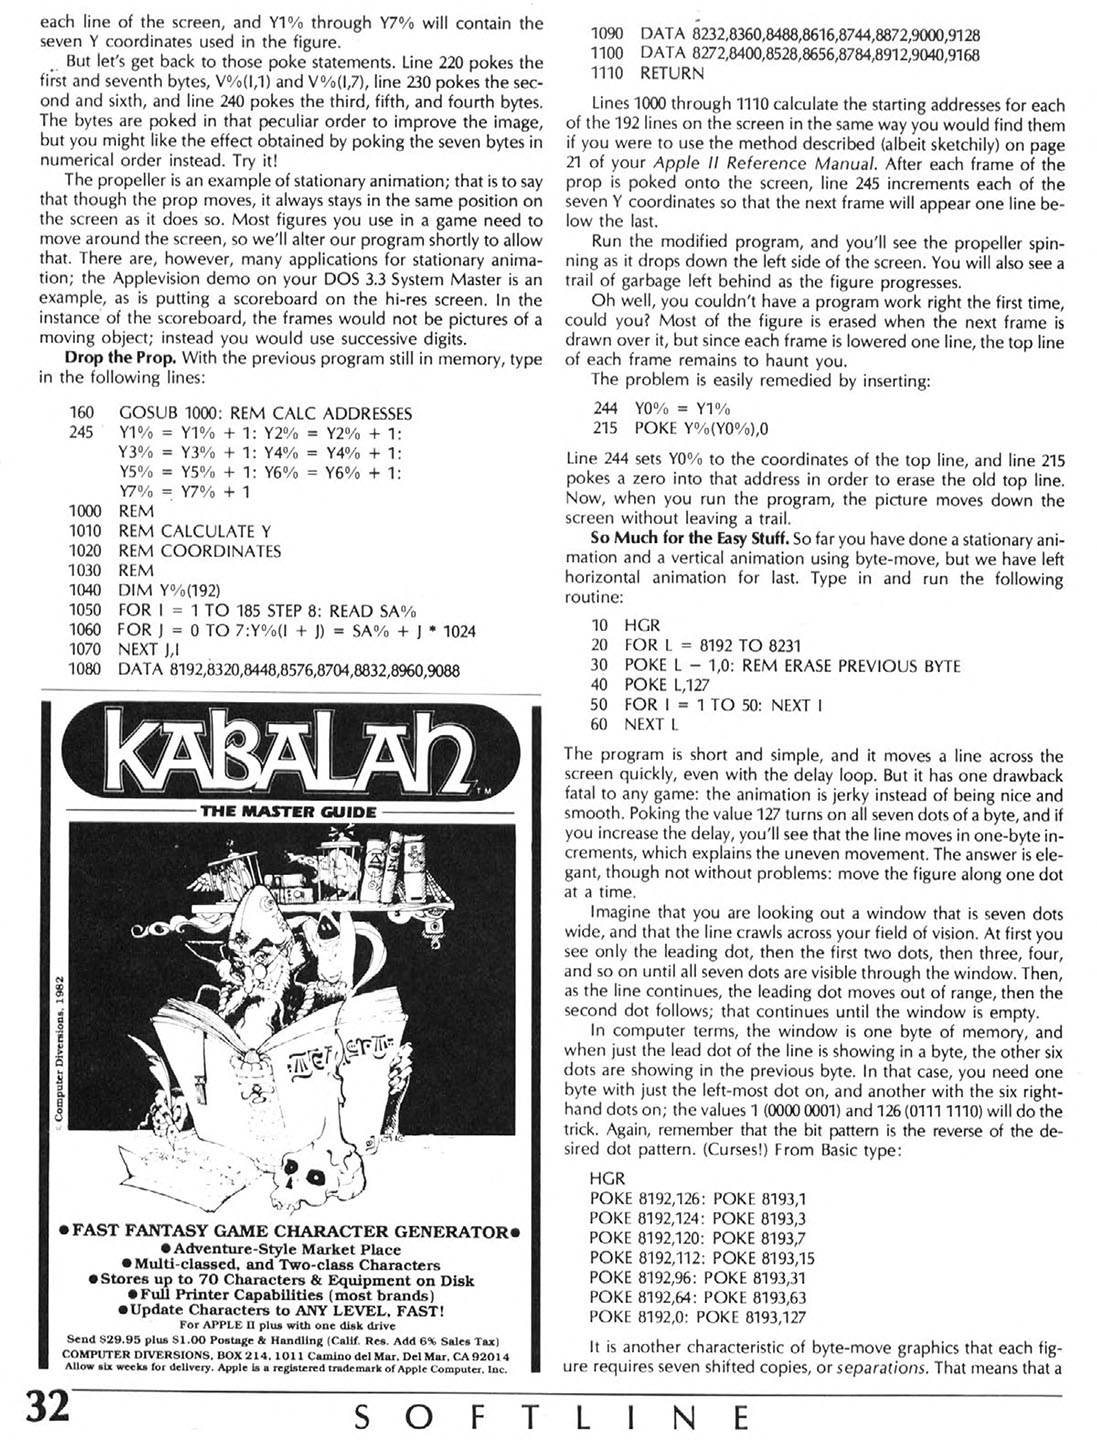 each line of the screen, and Y1% through Y7% will contain the
seven Y coordinates used in the figure.
But let's get back to those poke statements. Line 220 pokes the
first and seventh bytes, V%(I,1) and V%(I,7), line 230 pokes the sec-
ond and sixth, and line 240 pokes the third, fifth, and fourth bytes.
The bytes are poked in that peculiar order to improve the image,
but you might like the effect obtained by poking the seven bytes in
numerical order instead. Try it!
The propeller is an example of stationary animation; that is to say
that though the prop moves, it always stays in the same position on
the screen as it does so. Most figures you use in a game need to
move around the screen, so we'll alter our program shortly to allow
that. There are, however, many applications for stationary anima-
tion; the Applevision demo on your DOS 3.3 System Master is an
example, as is putting a scoreboard on the hi-res screen. In the
instance of the scoreboard, the frames would not be pictures of a
moving object; instead you would use successive digits.
Drop the Prop. With the previous program still in memory, type
in the following lines:
160 GOSUB 1000: REM CALC ADDRESSES
245 Y1% = Y1% + 1: Y2% = Y2% + 1:
Y3% = Y3% + 1: Y4% = Y4% + 1:
Y5% = Y5% + 1: Y6% = Y6% + 1:
Y7% = Y7% + 1
1000 REM
1010 REM CALCULATE Y
1020 REM COORDINATES
1030 REM
1040 DIM Y%(192)
1050 FOR I = 1 TO 185 STEP 8: READ SA%
1060 FOR J = 0 TO 7:Y%(I + J) = SA% + J * 1024
1070 NEXT J,I
1080 DATA 8192,8320,8448,8576,8704,8832,8960,9088
KABALAH
TM
THE MASTER GUIDE
© Computer Diversions, 1982
●FAST FANTASY GAME CHARACTER GENERATOR●
●Adventure-Style Market Place
●Multi-classed, and Two-class Characters
●Stores up to 70 Characters & Equipment on Disk
●Full Printer Capabilities (most brands)
●Update Characters to ANY LEVEL, FAST!
For APPLE II plus with one disk drive
Send $29.95 plus $1.00 Postage & Handling (Calif. Res. Add 6% Sales Tax)
COMPUTER DIVERSIONS, BOX 214, 1011 Camino del Mar, Del Mar, CA 92014
Allow six weeks for delivery. Apple is a registered trademark of Apple Computer, Inc.
1090 DATA 8232,8360,8488,8616,8744,8872,9000,9128
1100 DATA 8272,8400,8528,8656,8784,8912,9040,9168
1110 RETURN
Lines 1000 through 1110 calculate the starting addresses for each
of the 192 lines on the screen in the same way you would find them
if you were to use the method described (albeit sketchily) on page
21 of your Apple II Reference Manual. After each frame of the
prop is poked onto the screen, line 245 increments each of the
seven Y coordinates so that the next frame will appear one line be-
low the last.
Run the modified program, and you'll see the propeller spin-
ning as it drops down the left side of the screen. You will also see a
trail of garbage left behind as the figure progresses.
Oh well, you couldn't have a program work right the first time,
could you? Most of the figure is erased when the next frame is
drawn over it, but since each frame is lowered one line, the top line
of each frame remains to haunt you.
The problem is easily remedied by inserting:
244 Y0% = Y1%
215 POKE Y%(Y0%),0
Line 244 sets Y0% to the coordinates of the top line, and line 215
pokes a zero into that address in order to erase the old top line.
Now, when you run the program, the picture moves down the
screen without leaving a trail.
So Much for the Easy Stuff. So far you have done a stationary ani-
mation and a vertical animation using byte-move, but we have left
horizontal animation for last. Type in and run the following
routine:
10 HGR
20 FOR L = 8192 TO 8231
30 POKE L – 1,0: REM ERASE PREVIOUS BYTE
40 POKE L,127
50 FOR I = 1 TO 50: NEXT I
60 NEXT L
The program is short and simple, and it moves a line across the
screen quickly, even with the delay loop. But it has one drawback
fatal to any game: the animation is jerky instead of being nice and
smooth. Poking the value 127 turns on all seven dots of a byte, and if
you increase the delay, you'll see that the line moves in one-byte in-
crements, which explains the uneven movement. The answer is ele-
gant, though not without problems: move the figure along one dot
at a time.
Imagine that you are looking out a window that is seven dots
wide, and that the line crawls across your field of vision. At first you
see only the leading dot, then the first two dots, then three, four,
and so on until all seven dots are visible through the window. Then,
as the line continues, the leading dot moves out of range, then the
second dot follows; that continues until the window is empty.
In computer terms, the window is one byte of memory, and
when just the lead dot of the line is showing in a byte, the other six
dots are showing in the previous byte. In that case, you need one
byte with just the left-most dot on, and another with the six right-
hand dots on; the values 1 (0000 0001) and 126 (0111 1110) will do the
trick. Again, remember that the bit pattern is the reverse of the de-
sired dot pattern. (Curses!) From Basic type:
HGR
POKE 8192,126: POKE 8193,1
POKE 8192,124: POKE 8193,3
POKE 8192,120: POKE 8193,7
POKE 8192,112: POKE 8193,15
POKE 8192,96: POKE 8193,31
POKE 8192,64: POKE 8193,63
POKE 8192,0: POKE 8193,127
It is another characteristic of byte-move graphics that each fig-
ure requires seven shifted copies, or separations. That means that a
32
SOFTLINE